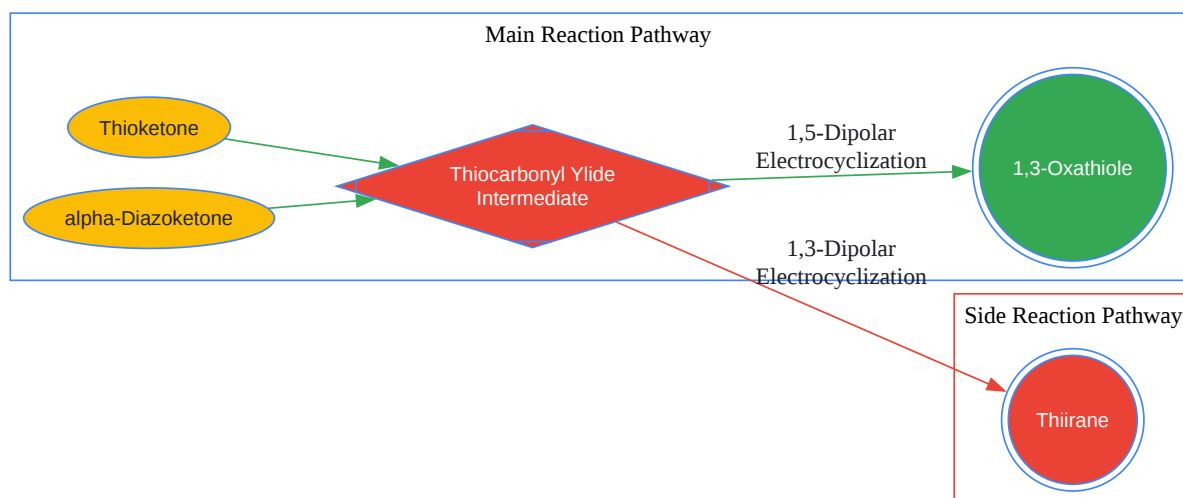 Main Reaction Pathway
Thioketone
alpha-Diazoketone
Thiocarbonyl Ylide
Intermediate
1,5-Dipolar
Electrocyclization
1,3-Oxathiole
1,3-Dipolar
Electrocyclization
Side Reaction Pathway
Thiirane